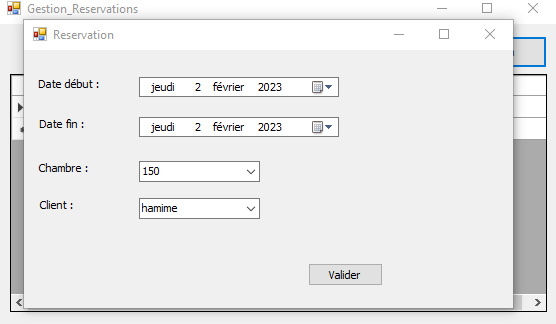 Gestion_Reservations
Reservation
Date début : jeudi 2 février 2023
Date fin : jeudi 2 février 2023
Chambre : 150
Client : hamime
Valider